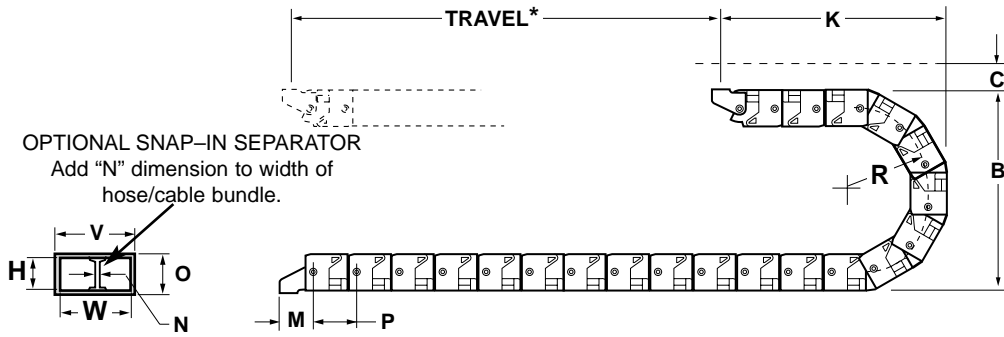 TRAVEL*
K
C
OPTIONAL SNAP–IN SEPARATOR
Add “N” dimension to width of
hose/cable bundle.
R
B
V
H
O
W
N
M
P